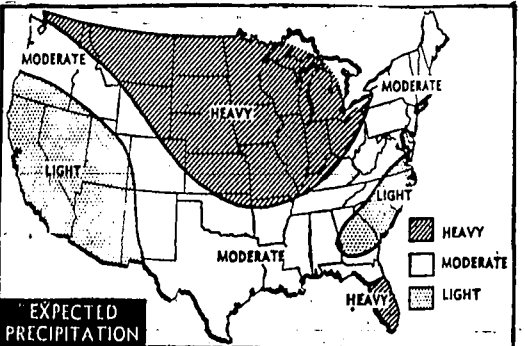 MODERATE
HEAVY
MODERATE
LIGHT
LIGHT
MODERATE
HEAVY
HEAVY
MODERATE
LIGHT
EXPECTED
PRECIPITATION